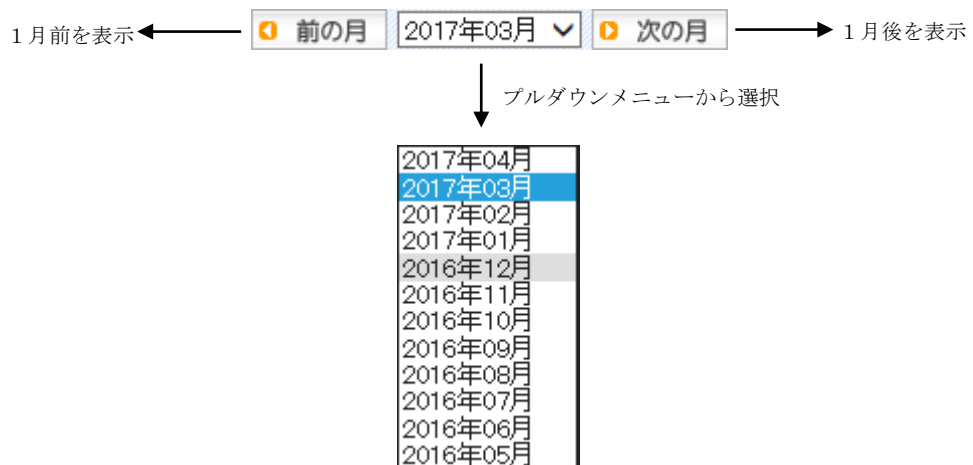 １月前を表示 前の月 2017年03月 次の月 １月後を表示
プルダウンメニューから選択
2017年04月
2017年03月
2017年02月
2017年01月
2016年12月
2016年11月
2016年10月
2016年09月
2016年08月
2016年07月
2016年06月
2016年05月